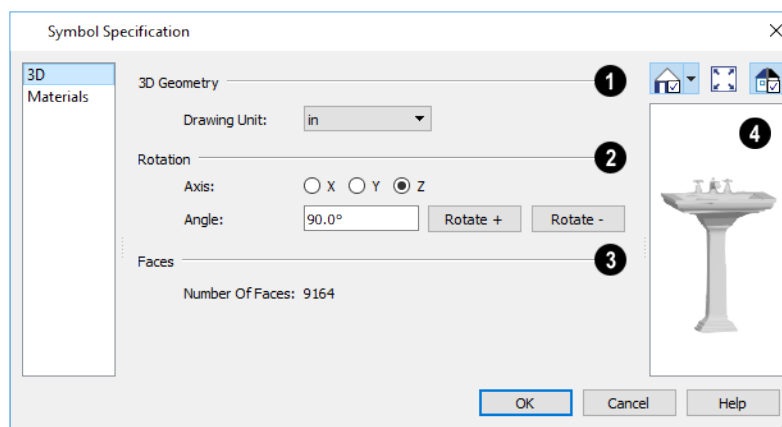 Symbol Specification
3D
Materials
3D Geometry 1
Drawing Unit: in
Rotation 2
Axis: X Y Z
Angle: 90.0° Rotate + Rotate -
Faces 3
Number Of Faces: 9164
4
OK Cancel Help